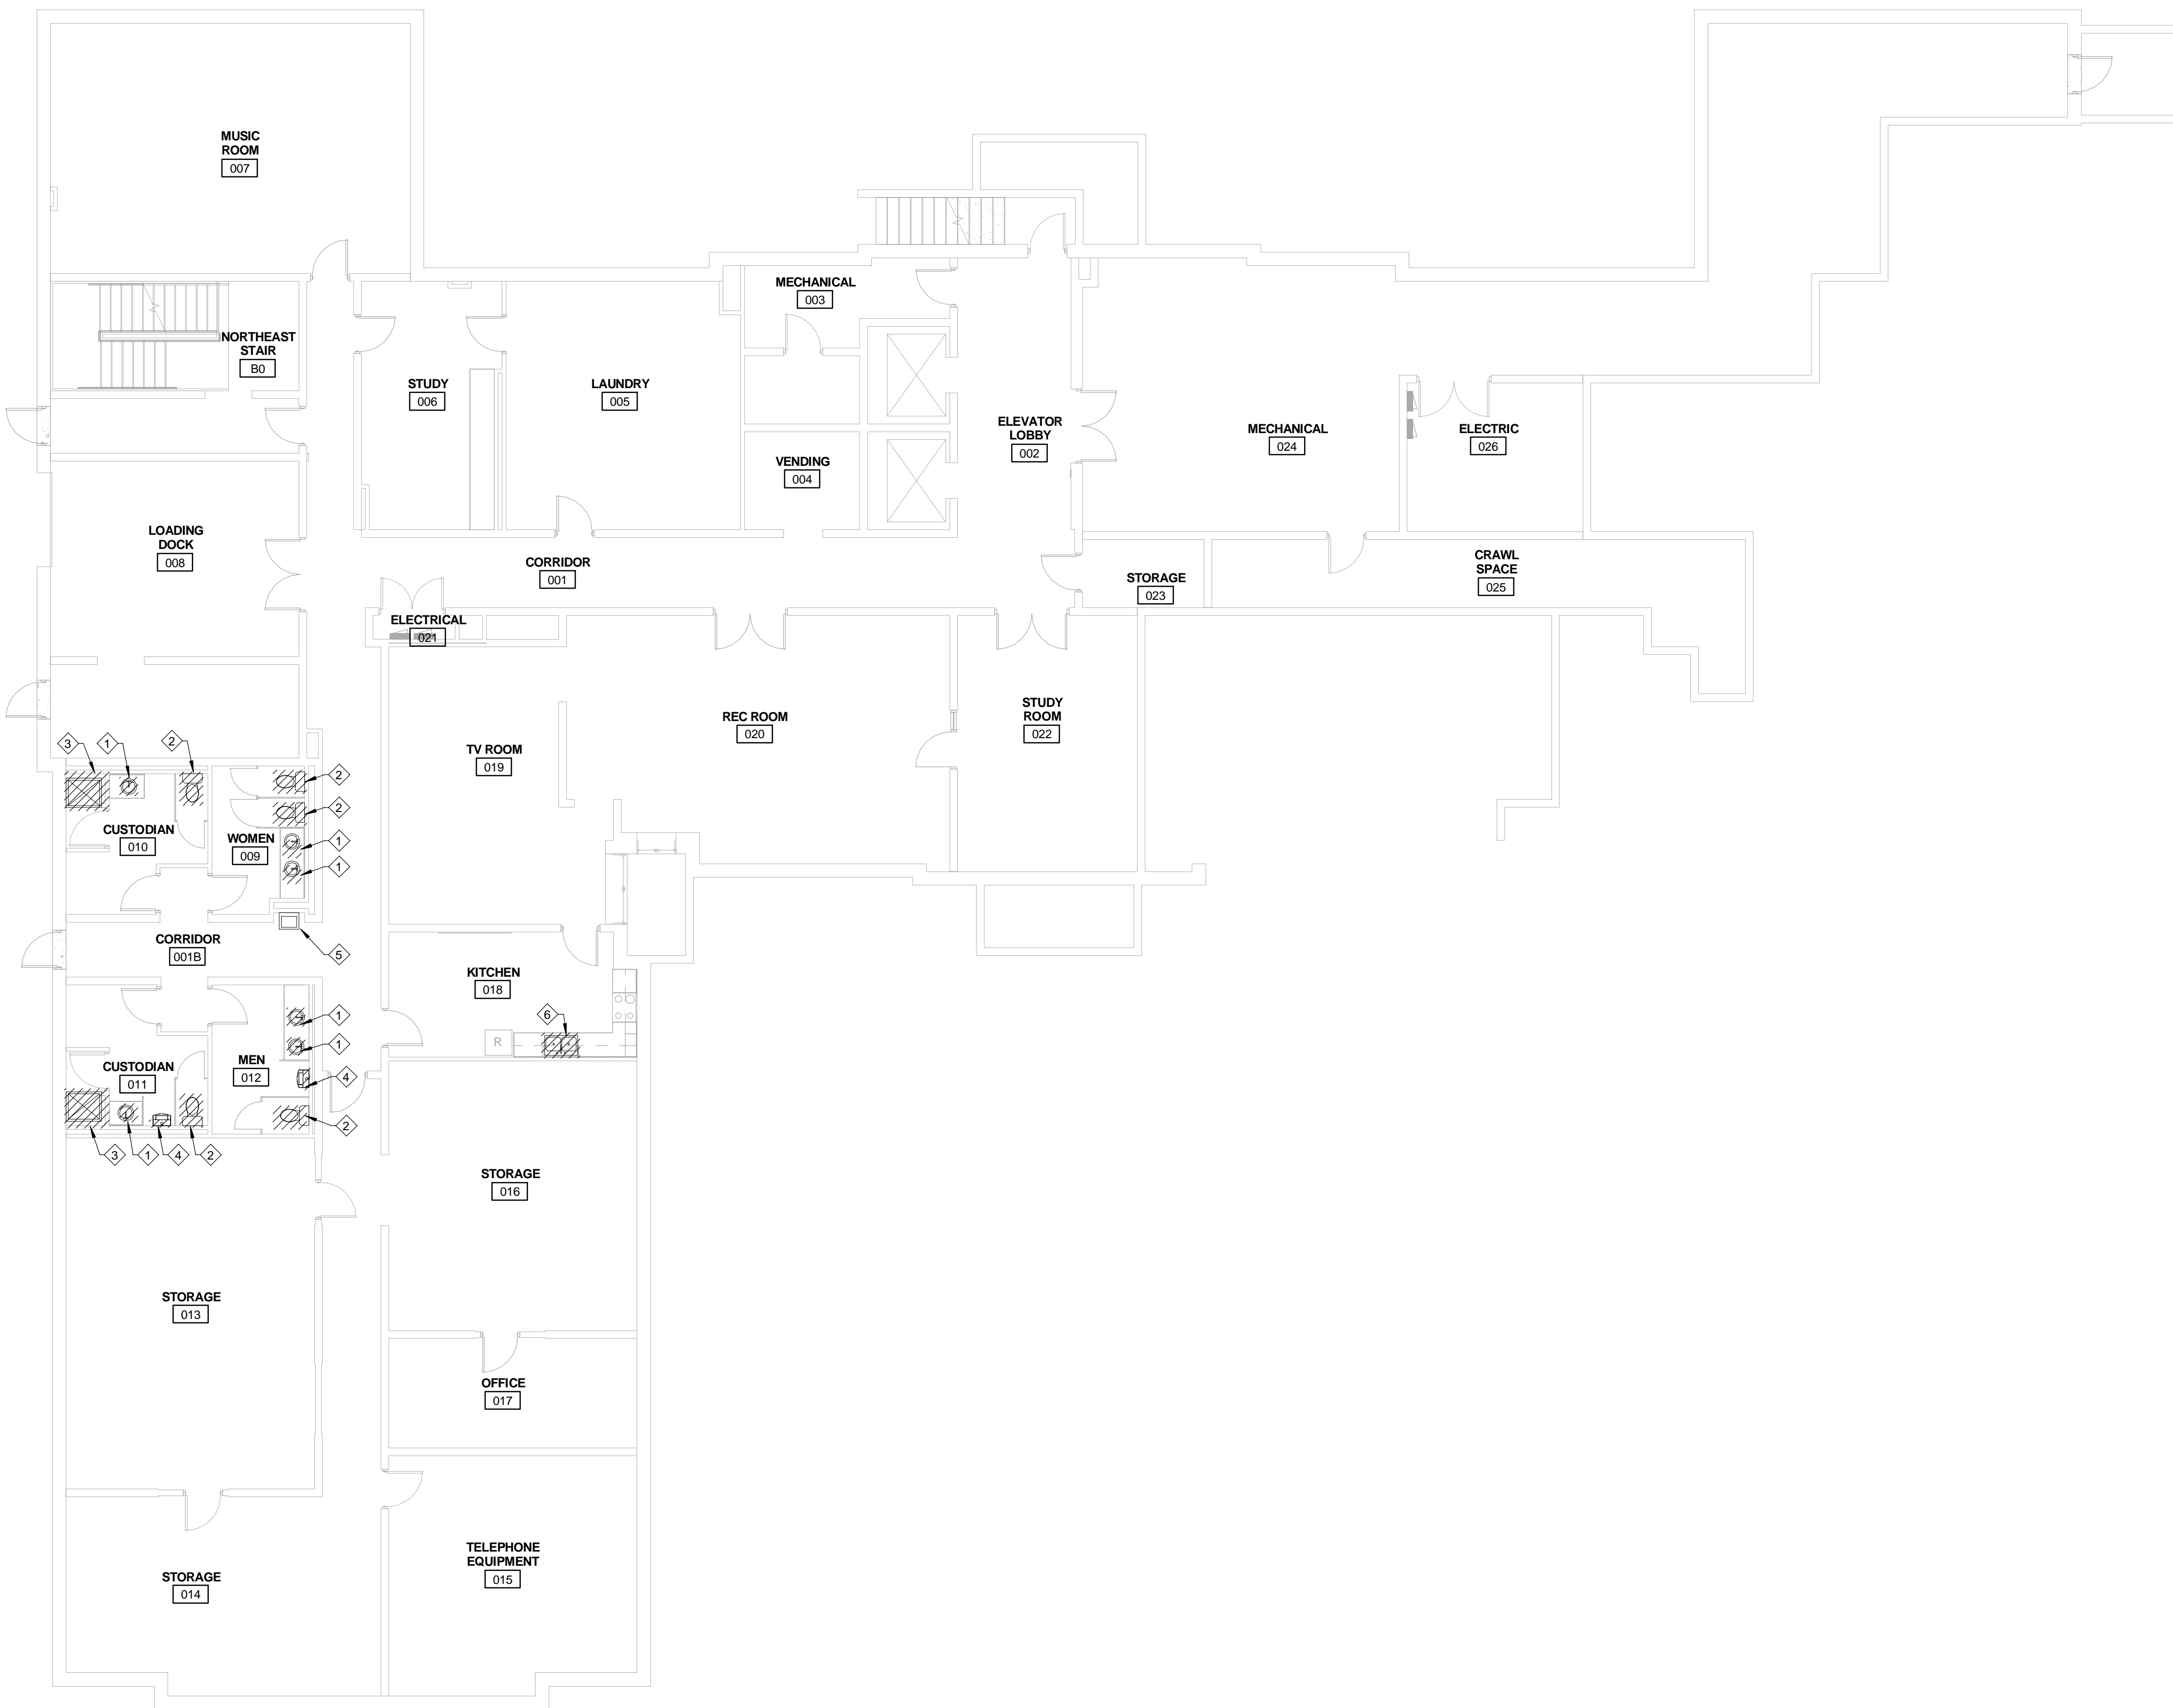 MUSIC
ROOM
007
MECHANICAL
003
NORTHEAST
STAIR
B0
STUDY
006
LAUNDRY
005
ELEVATOR
LOBBY
002
MECHANICAL
024
ELECTRIC
026
VENDING
004
LOADING
DOCK
008
CORRIDOR
001
STORAGE
023
CRAWL
SPACE
025
ELECTRICAL
021
STUDY
ROOM
022
REC ROOM
020
TV ROOM
019
3
1
2
2
2
CUSTODIAN
010
WOMEN
009
1
1
CORRIDOR
001B
5
KITCHEN
018
6
R
1
1
MEN
012
CUSTODIAN
011
4
2
3
1
4
2
STORAGE
016
STORAGE
013
OFFICE
017
TELEPHONE
EQUIPMENT
015
STORAGE
014